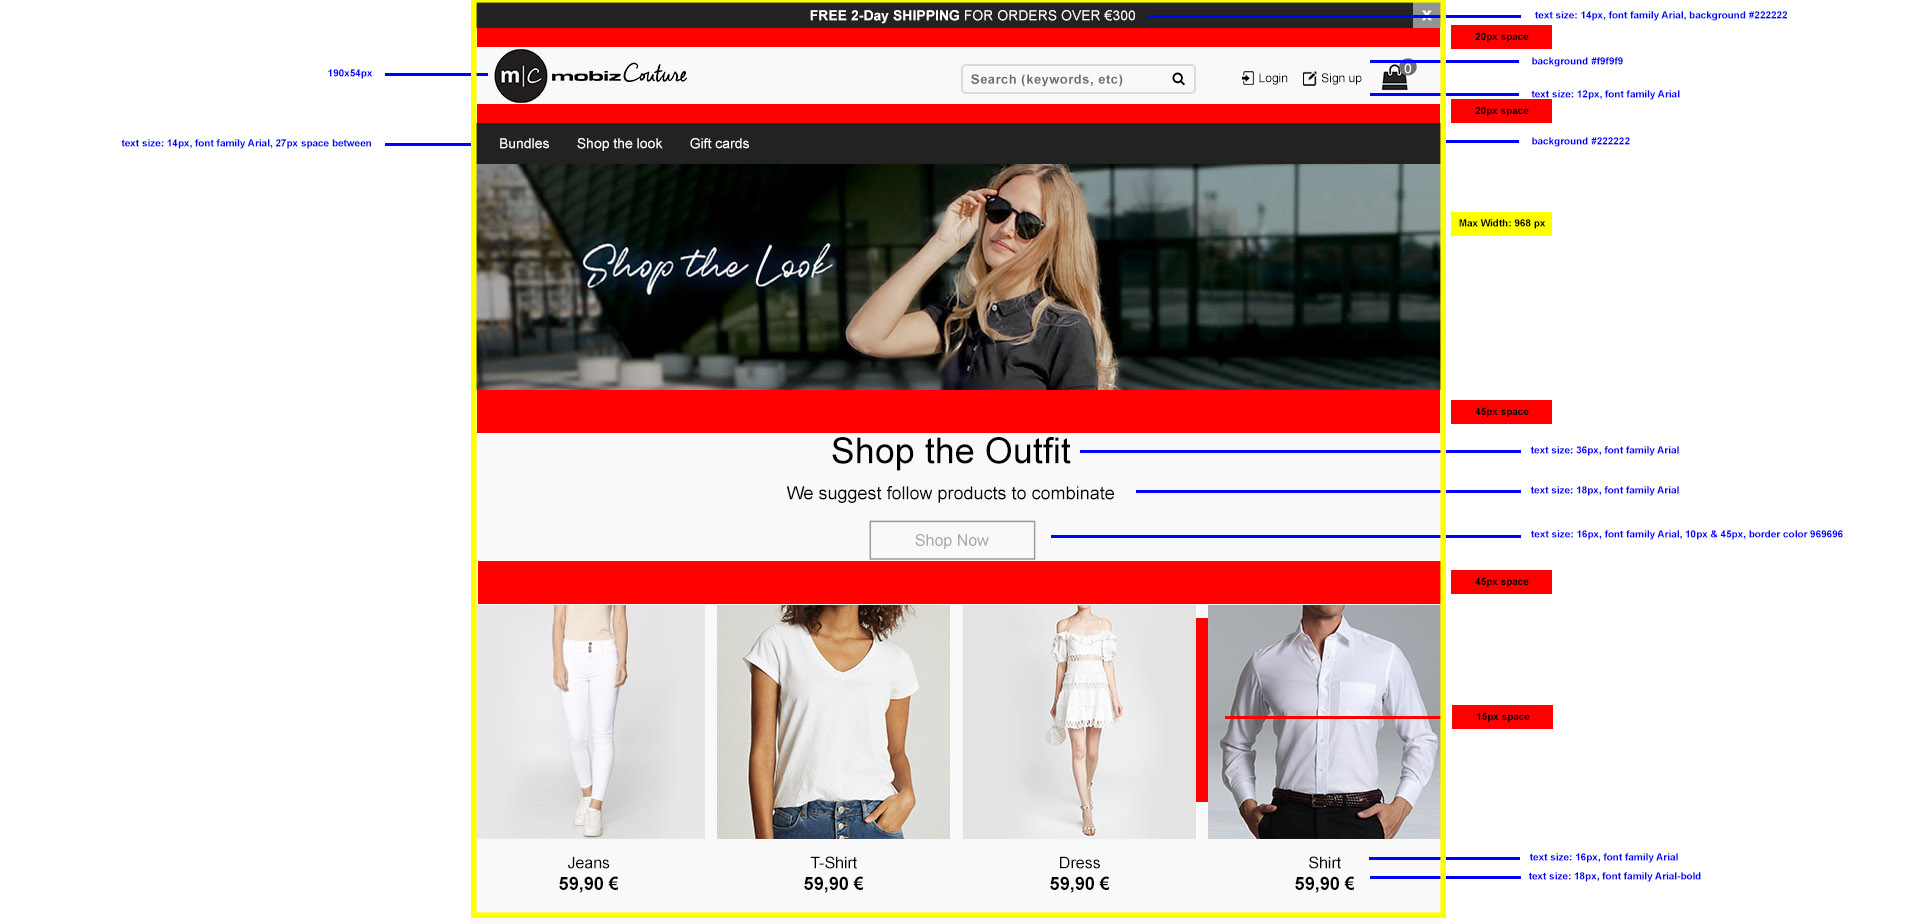 FREE 2-Day SHIPPING FOR ORDERS OVER €300
x
text size: 14px, font family Arial, background #222222
20px space
190x54px
m|c mobiz Couture
Search (keywords, etc)
Login
Sign up
0
background #f9f9f9
text size: 12px, font family Arial
20px space
text size: 14px, font family Arial, 27px space between
Bundles
Shop the look
Gift cards
background #222222
Max Width: 968 px
Shop the Look
45px space
Shop the Outfit
text size: 36px, font family Arial
We suggest follow products to combinate
text size: 18px, font family Arial
Shop Now
text size: 16px, font family Arial, 10px & 45px, border color 969696
45px space
15px space
Jeans
T-Shirt
Dress
Shirt
text size: 16px, font family Arial
59,90 €
59,90 €
59,90 €
59,90 €
text size: 18px, font family Arial-bold